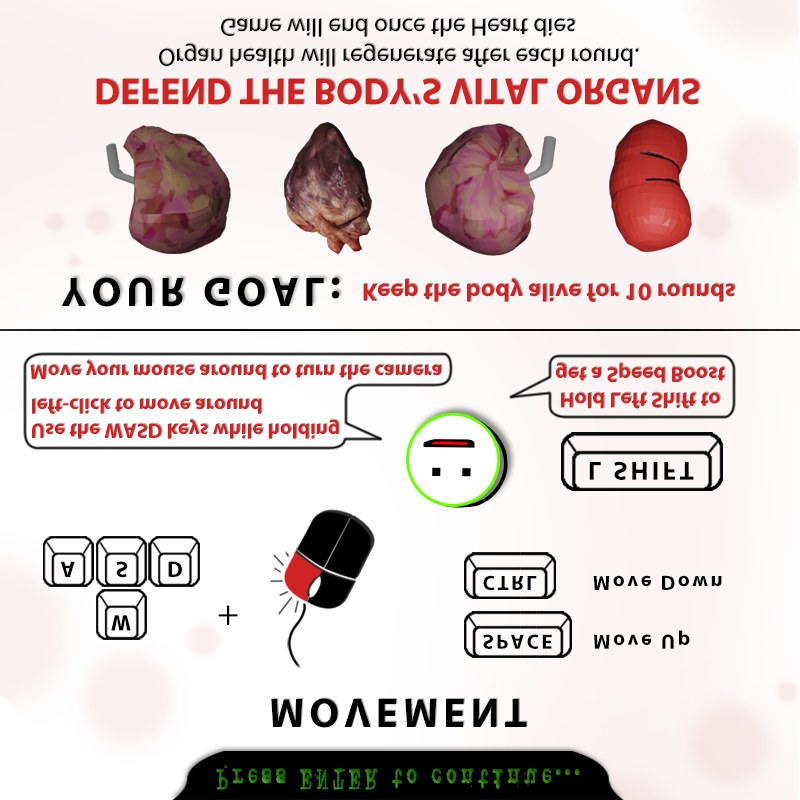 Press ENTER to continue...
MOVEMENT
SPACE Move Up
W
+
CTRL Move Down
A S D
L SHIFT
Use the WASD keys while holding
left-click to move around
Move your mouse around to turn the camera
Hold Left Shift to
get a Speed Boost
YOUR GOAL: Keep the body alive for 10 rounds
DEFEND THE BODY'S VITAL ORGANS
Organ health will regenerate after each round.
Game will end once the Heart dies